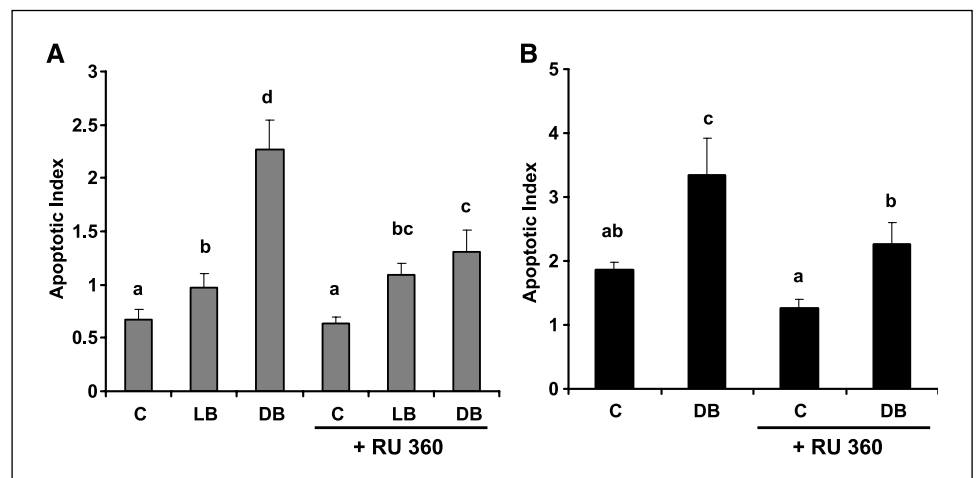 A
Apoptotic Index
3
2.5
2
1.5
1
0.5
0
a
b
d
a
bc
c
C LB DB C LB DB
+ RU 360
B
Apoptotic Index
5
4
3
2
1
0
ab
c
a
b
C DB C DB
+ RU 360